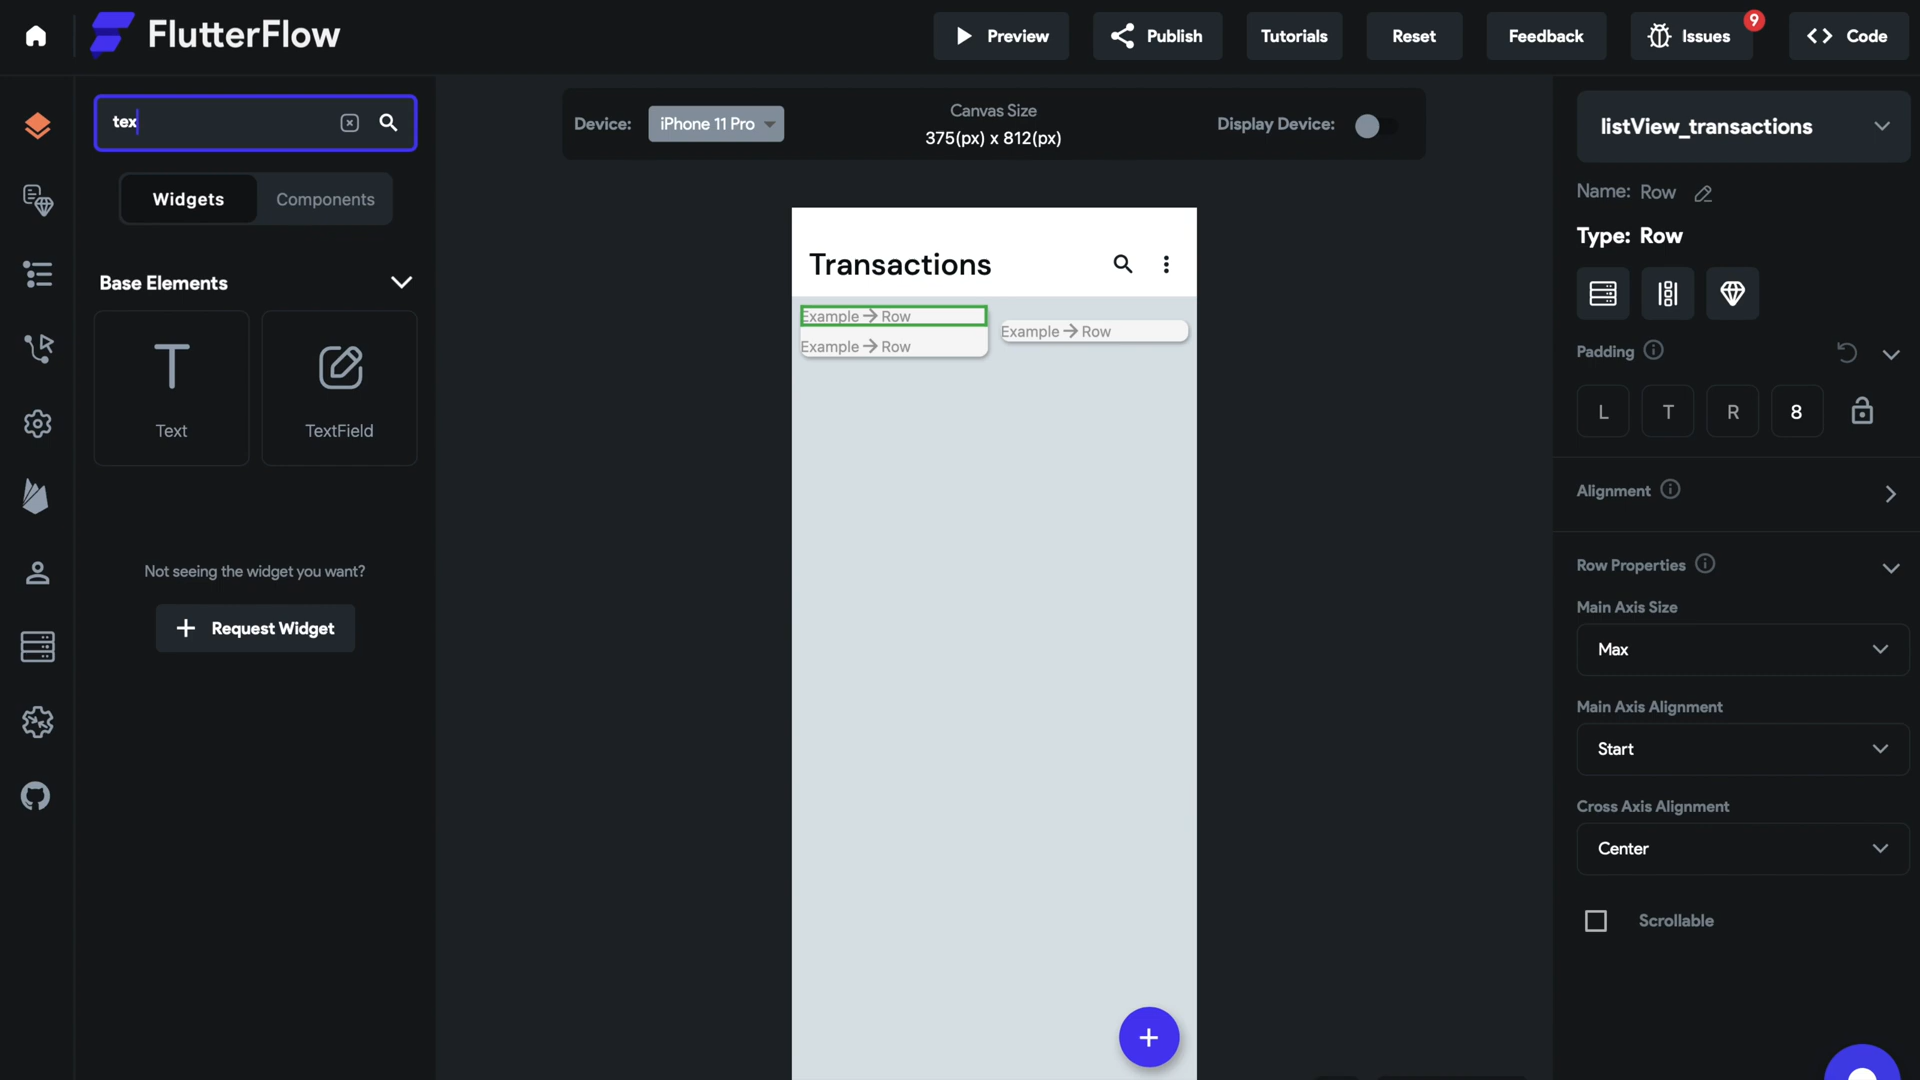 FlutterFlow
Preview
Publish
Tutorials
Reset
Feedback
Issues
9
Code
tex
Widgets
Components
Base Elements
Text
TextField
Not seeing the widget you want?
+ Request Widget
Device:
iPhone 11 Pro
Canvas Size
375(px) x 812(px)
Display Device:
Transactions
Example → Row
Example → Row
Example → Row
+
listView_transactions
Name: Row
Type: Row
Padding
L
T
R
8
Alignment
Row Properties
Main Axis Size
Max
Main Axis Alignment
Start
Cross Axis Alignment
Center
Scrollable